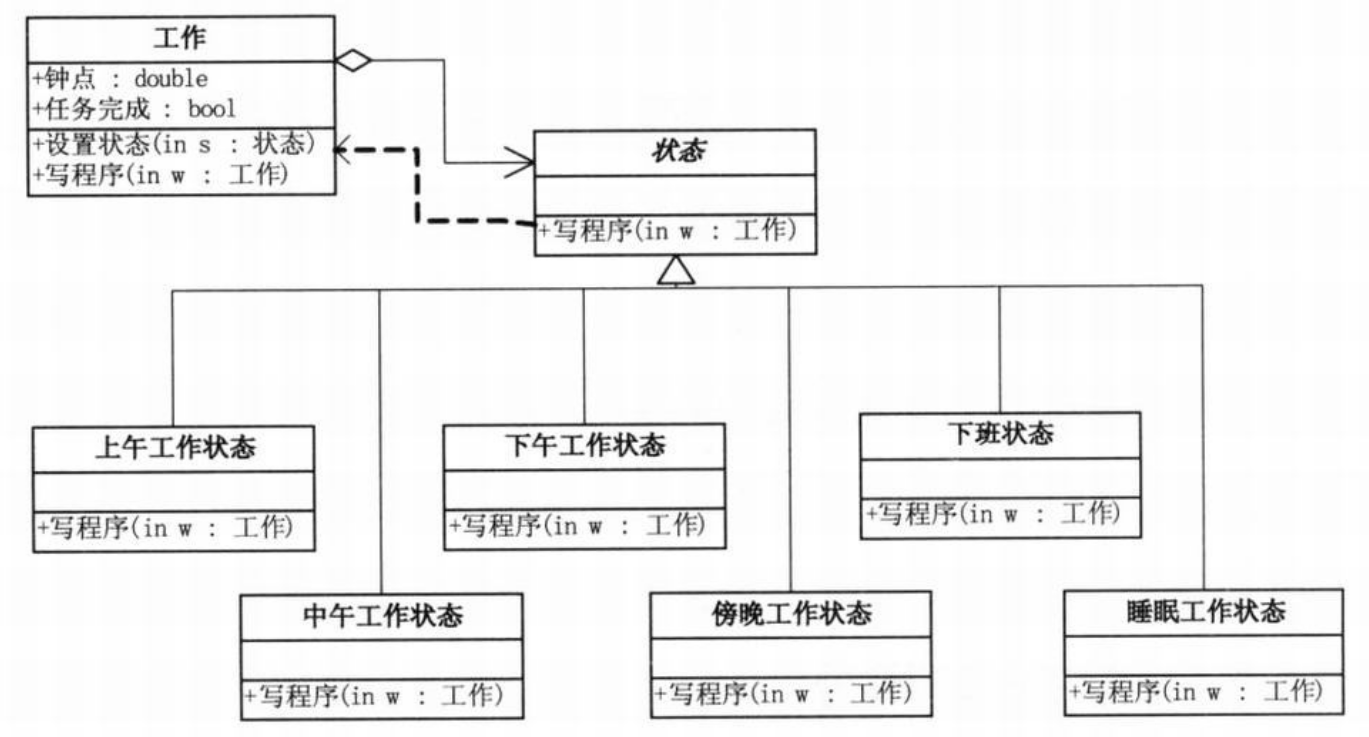 工作
+钟点 : double
+任务完成 : bool
+设置状态(in s : 状态)
+写程序(in w : 工作)
状态
+写程序(in w : 工作)
上午工作状态
+写程序(in w : 工作)
下午工作状态
+写程序(in w : 工作)
下班状态
+写程序(in w : 工作)
中午工作状态
+写程序(in w : 工作)
傍晚工作状态
+写程序(in w : 工作)
睡眠工作状态
+写程序(in w : 工作)